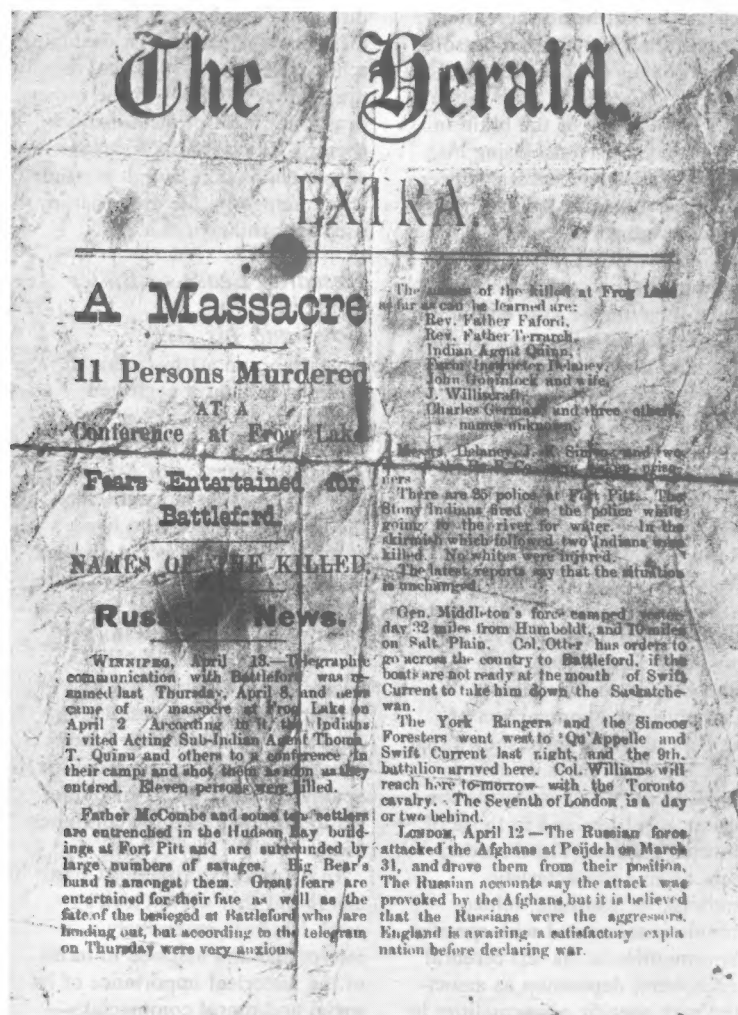 The Herald.
EXTRA.
A Massacre
11 Persons Murdered
AT A
Conference at Frog Lake
Fears Entertained for
Battleford.
NAMES OF THE KILLED.
Russian News.
WINNIPEG, April 13.—Telegraphic
communication with Battleford was re-
sumed last Thursday, April 8, and news
came of a massacre at Frog Lake on
April 2 According to it, the Indians
i vited Acting Sub-Indian Agent Thomas
T. Quinn and others to a conference in
their camps and shot them as soon as they
entered. Eleven persons were killed.
Father McCombe and some ten settlers
are entrenched in the Hudson Bay build-
ings at Fort Pitt and are surrounded by
large numbers of savages. Big Bear's
band is amongst them. Great fears are
entertained for their fate as well as the
fate of the besieged at Battleford who are
holding out, but according to the telegram
on Thursday were very anxious.
The names of the killed at Frog Lake
as far as can be learned are:
Rev. Father Faford,
Rev. Father Terrarch,
Indian Agent Quinn,
Farm Instructor Delaney,
John Gowinlock and wife,
J. Williscraft,
Charles Germans and three others,
names unknown.
Delaney, J. K. Simpson and two
of the taken priso-
ners
There are 25 police at Fort Pitt. The
Stony Indians fired on the police while
going to the river for water. In the
skirmish which followed two Indians were
killed. No whites were injured.
The latest reports say that the situation
is unchanged.
Gen. Middleton's force camped yester-
day 32 miles from Humboldt, and 10 miles
on Salt Plain. Col. Otter has orders to
go across the country to Battleford, if the
boats are not ready at the mouth of Swift
Current to take him down the Saskatche-
wan.
The York Rangers and the Simcoe
Foresters went west to Qu'Appelle and
Swift Current last night, and the 9th.
battalion arrived here. Col. Williams will
reach here to-morrow with the Toronto
cavalry. The Seventh of London is a day
or two behind.
LONDON, April 12—The Russian force
attacked the Afghans at Peijdeh on March
31, and drove them from their position.
The Russian accounts say the attack was
provoked by the Afghans, but it is believed
that the Russians were the aggressors.
England is awaiting a satisfactory expla
nation before declaring war.